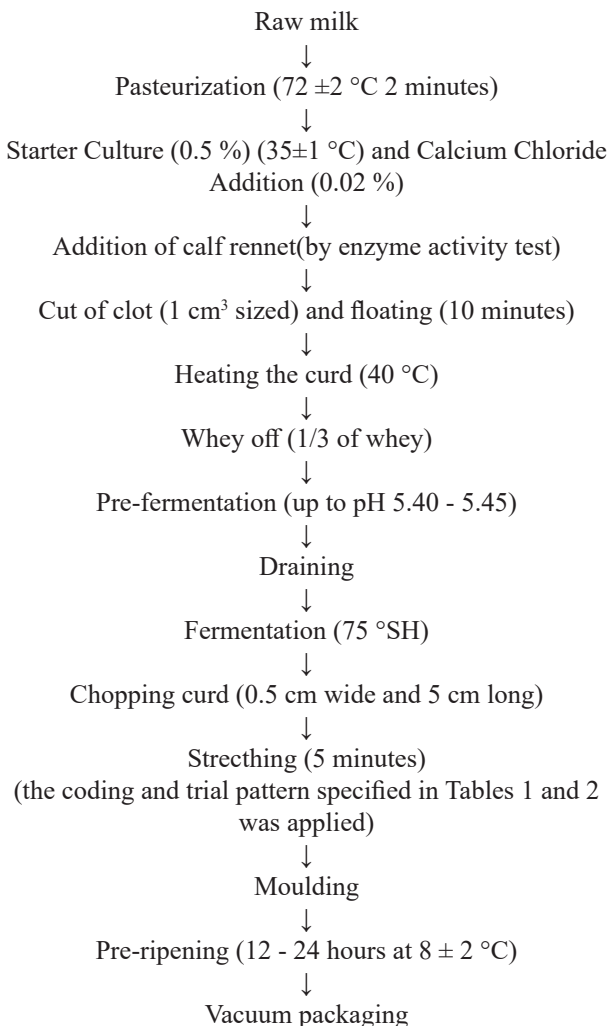 Raw milk
↓
Pasteurization (72 ±2 °C 2 minutes)
↓
Starter Culture (0.5 %) (35±1 °C) and Calcium Chloride
Addition (0.02 %)
↓
Addition of calf rennet(by enzyme activity test)
↓
Cut of clot (1 cm³ sized) and floating (10 minutes)
↓
Heating the curd (40 °C)
↓
Whey off (1/3 of whey)
↓
Pre-fermentation (up to pH 5.40 - 5.45)
↓
Draining
↓
Fermentation (75 °SH)
↓
Chopping curd (0.5 cm wide and 5 cm long)
↓
Strecthing (5 minutes)
(the coding and trial pattern specified in Tables 1 and 2
was applied)
↓
Moulding
↓
Pre-ripening (12 - 24 hours at 8 ± 2 °C)
↓
Vacuum packaging